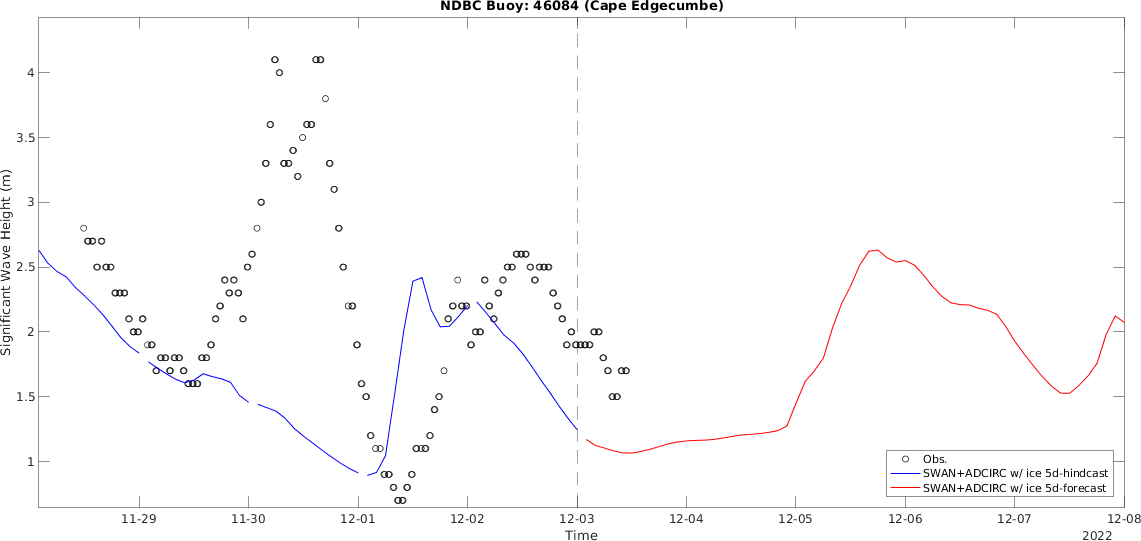 NDBC Buoy: 46084 (Cape Edgecumbe)
Significant Wave Height (m)
4
3.5
3
2.5
2
1.5
1
11-29 11-30 12-01 12-02 12-03 12-04 12-05 12-06 12-07 12-08
Time
2022
Obs.
SWAN+ADCIRC w/ ice 5d-hindcast
SWAN+ADCIRC w/ ice 5d-forecast